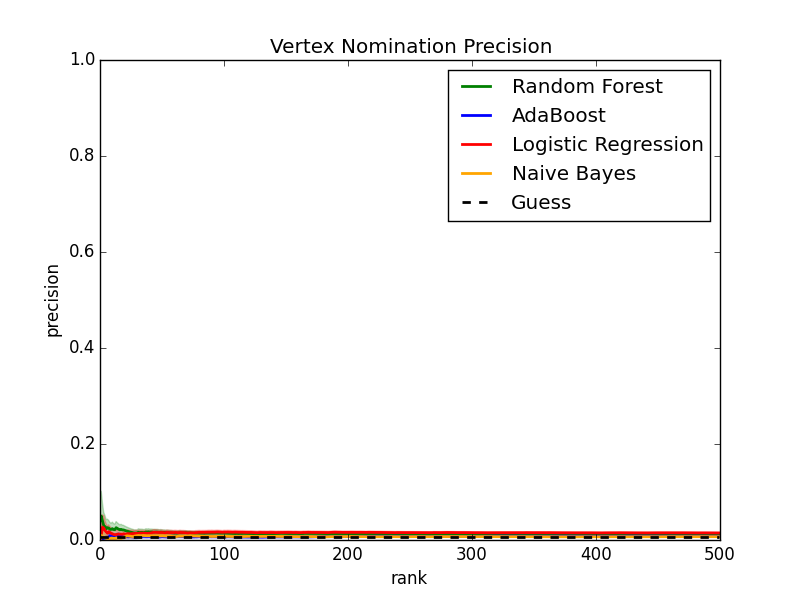 Vertex Nomination Precision
1.0
0.8
0.6
0.4
0.2
0.0
precision
Random Forest
AdaBoost
Logistic Regression
Naive Bayes
Guess
0 100 200 300 400 500
rank